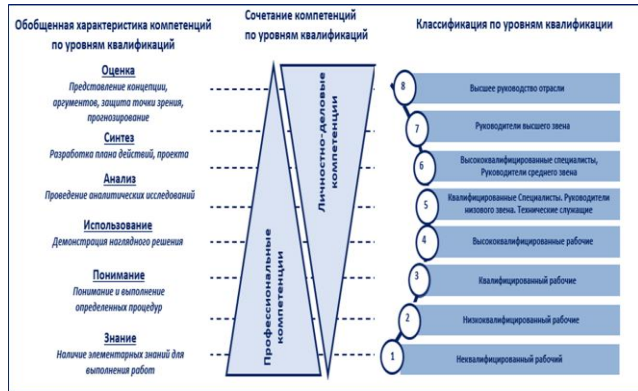 Обобщенная характеристика компетенций
по уровням квалификаций
Оценка
Представление концепции,
аргументов, защита точки зрения,
прогнозирование
Синтез
Разработка плана действий, проекта
Анализ
Проведение аналитических исследований
Использование
Демонстрация наглядного решения
Понимание
Понимание и выполнение
определенных процедур
Знание
Наличие элементарных знаний для
выполнения работ
Сочетание компетенций
по уровням квалификаций
Профессиональные
компетенции
Личностно-деловые
компетенции
Классификация по уровням квалификации
8
Высшее руководство отрасли
7
Руководители высшего звена
6
Высококвалифицированные специалисты,
Руководители среднего звена
5
Квалифицированные Специалисты. Руководители
низового звена. Технические служащие
4
Высококвалифицированные рабочие
3
Квалифицированный рабочие
2
Низкоквалифицированный рабочие
1
Неквалифицированный рабочий